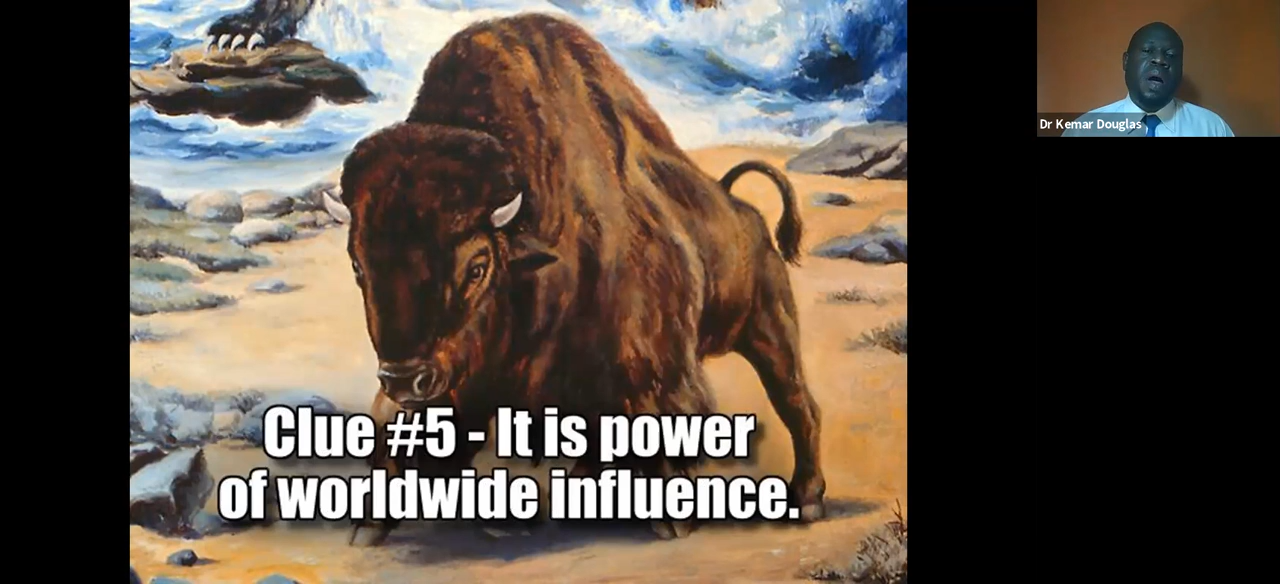 Dr Kemar Douglas
Clue #5 - It is power
of worldwide influence.